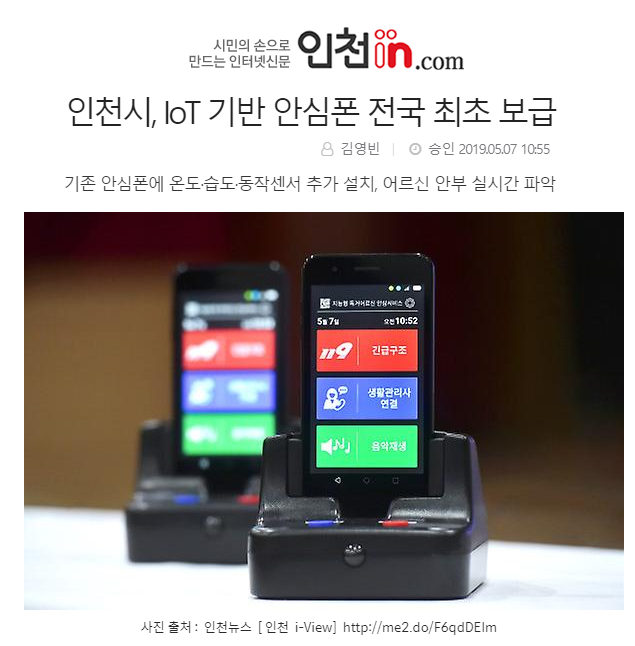 시민의 손으로
만드는 인터넷신문
인천in.com
인천시, IoT 기반 안심폰 전국 최초 보급
김영빈 | 승인 2019.05.07 10:55
기존 안심폰에 온도·습도·동작센서 추가 설치, 어르신 안부 실시간 파악
지능형 독거어르신 안심서비스
5월 7일 오전 10:52
119 긴급구조
생활관리사
연결
음악재생
119
사진 출처 : 인천뉴스 [ 인천 i-View] http://me2.do/F6qdDEIm